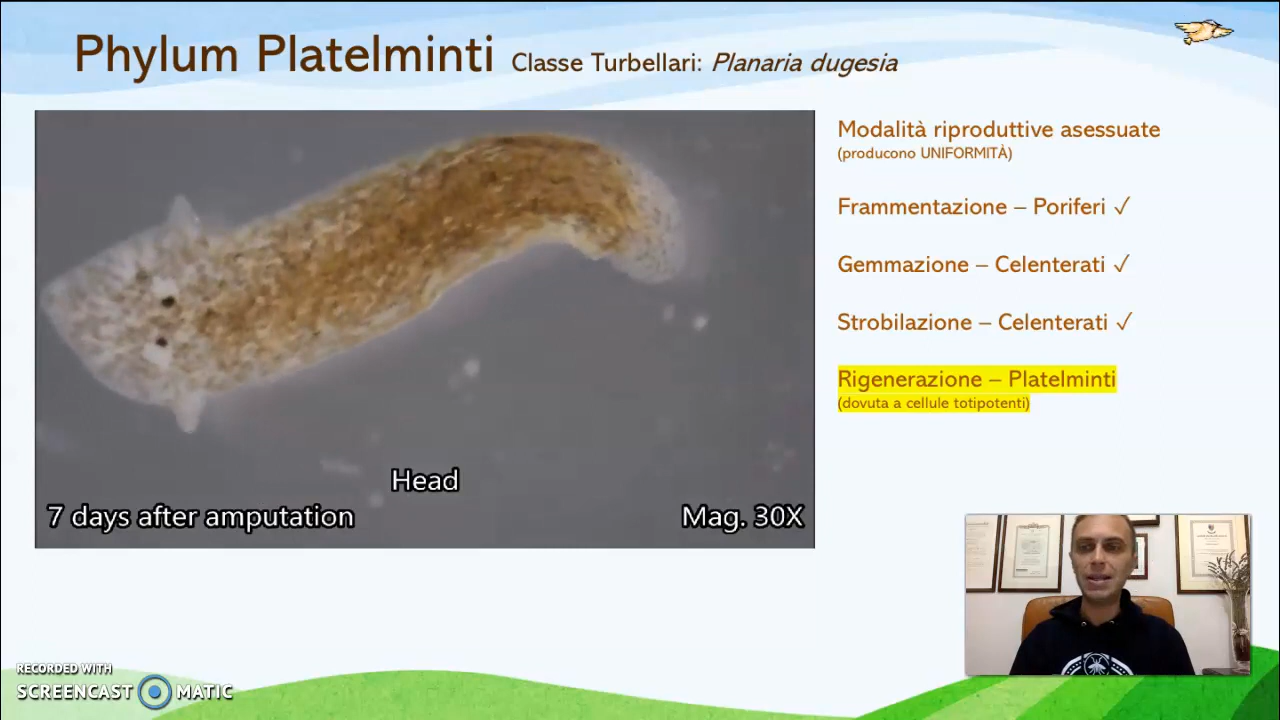 Phylum Platelminti Classe Turbellari: Planaria dugesia
Modalità riproduttive asessuate
(producono UNIFORMITÀ)
Frammentazione – Poriferi ✓
Gemmazione – Celenterati ✓
Strobilazione – Celenterati ✓
Rigenerazione – Platelminti
(dovuta a cellule totipotenti)
Head
7 days after amputation
Mag. 30X
RECORDED WITH
SCREENCAST MATIC